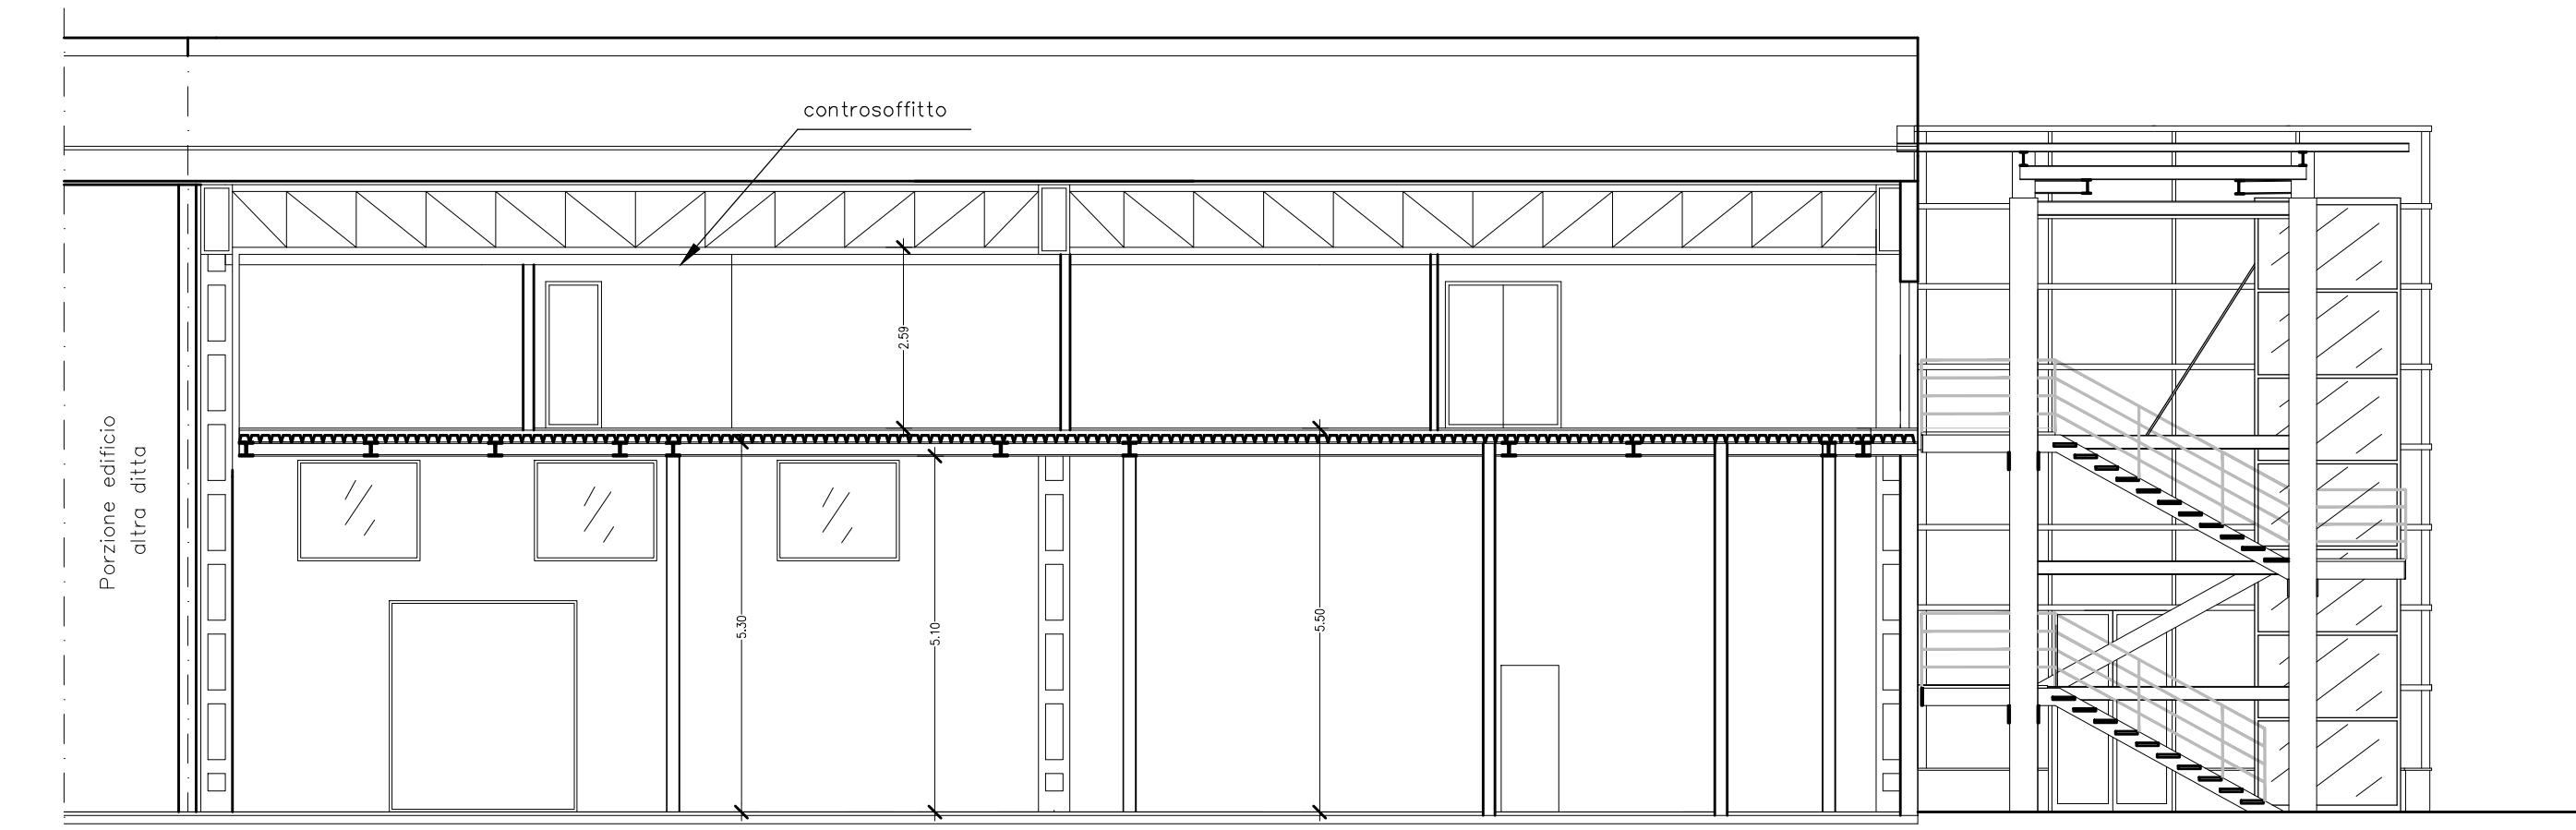 controsoffitto
2.59
Porzione edificio
altra ditta
5.30
5.10
5.50